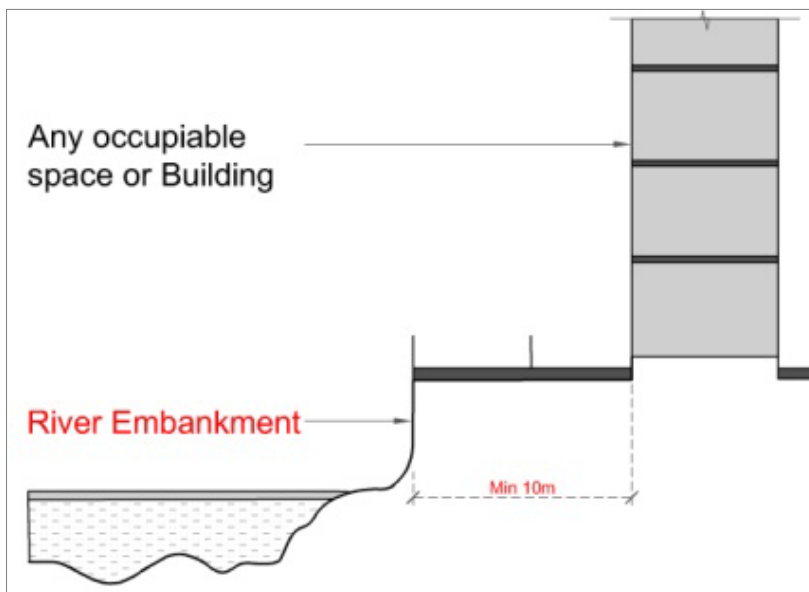 Any occupiable
space or Building
River Embankment
Min 10m